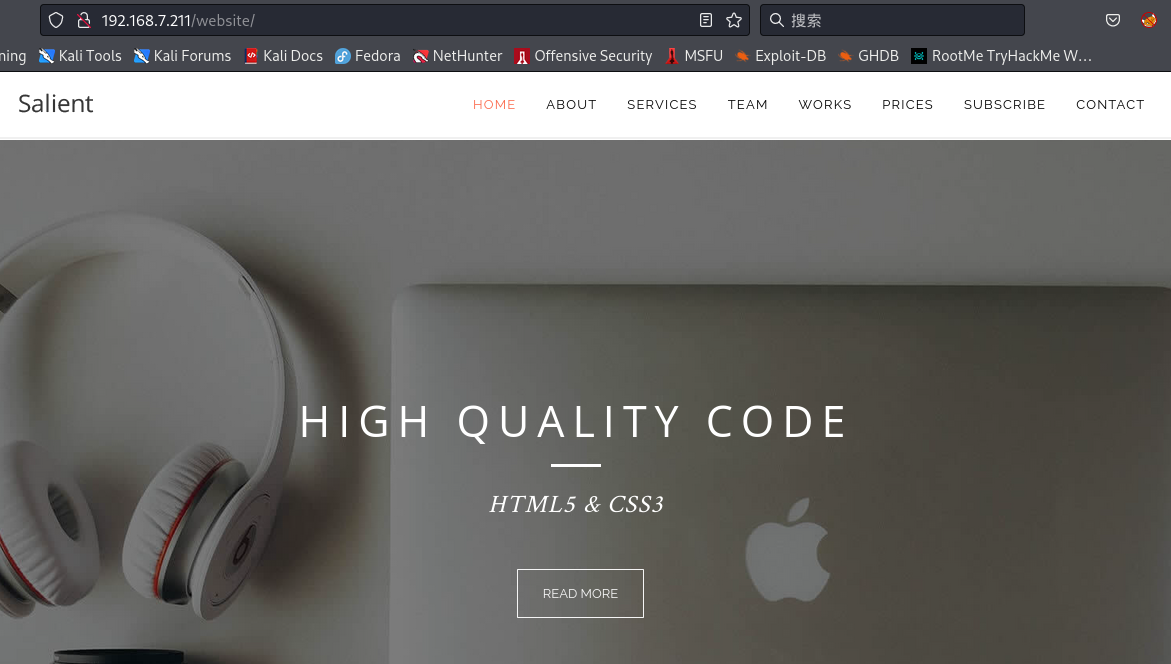 192.168.7.211/website/ 搜索
ning Kali Tools Kali Forums Kali Docs Fedora NetHunter Offensive Security MSFU Exploit-DB GHDB RootMe TryHackMe W…
Salient HOME ABOUT SERVICES TEAM WORKS PRICES SUBSCRIBE CONTACT
HIGH QUALITY CODE
HTML5 & CSS3
READ MORE